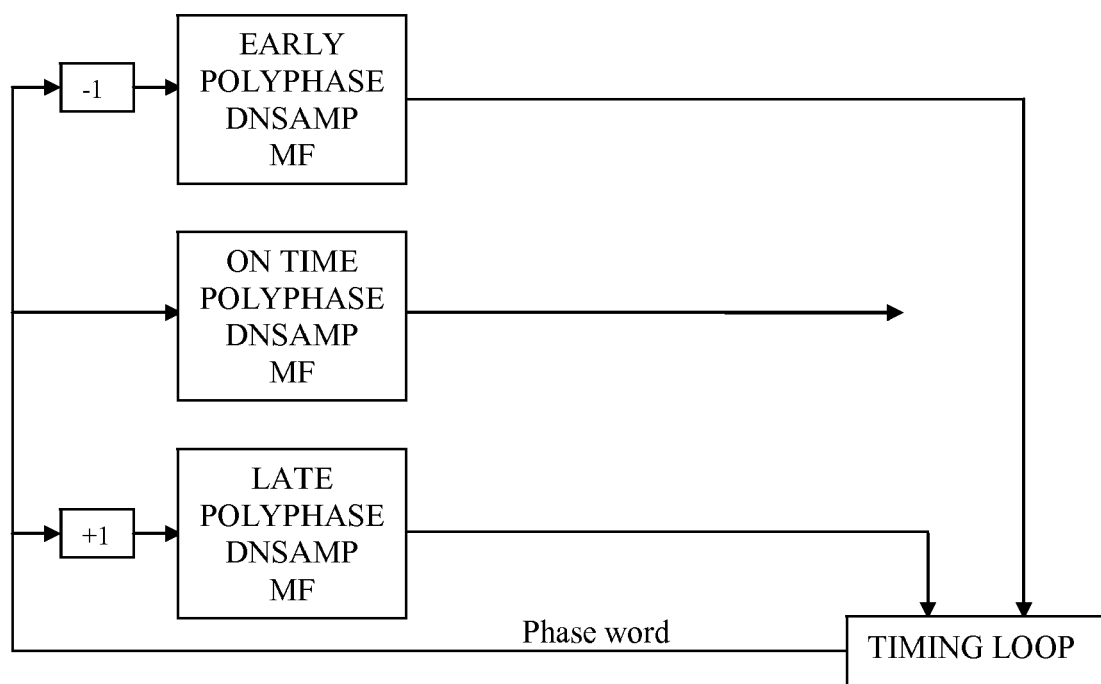 -1
EARLY
POLYPHASE
DNSAMP
MF
ON TIME
POLYPHASE
DNSAMP
MF
+1
LATE
POLYPHASE
DNSAMP
MF
Phase word
TIMING LOOP